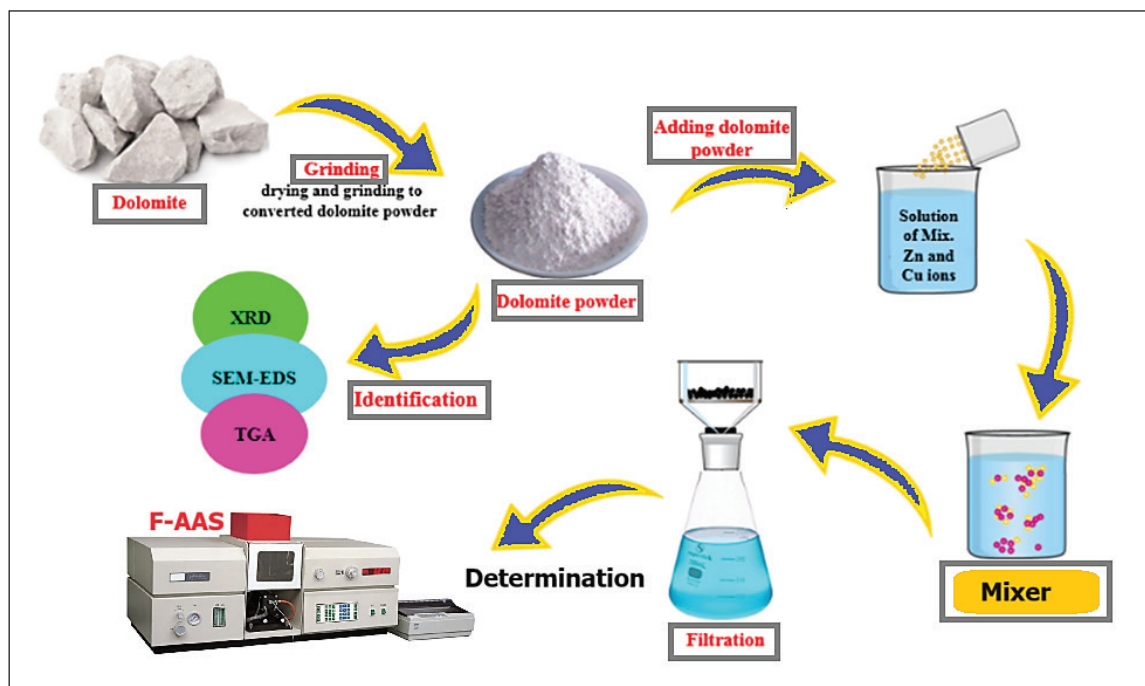 Dolomite
Grinding
drying and grinding to
converted dolomite powder
Dolomite powder
Adding dolomite
powder
Solution
of Mix.
Zn and
Cu ions
Mixer
Filtration
Determination
F-AAS
Identification
XRD
SEM-EDS
TGA